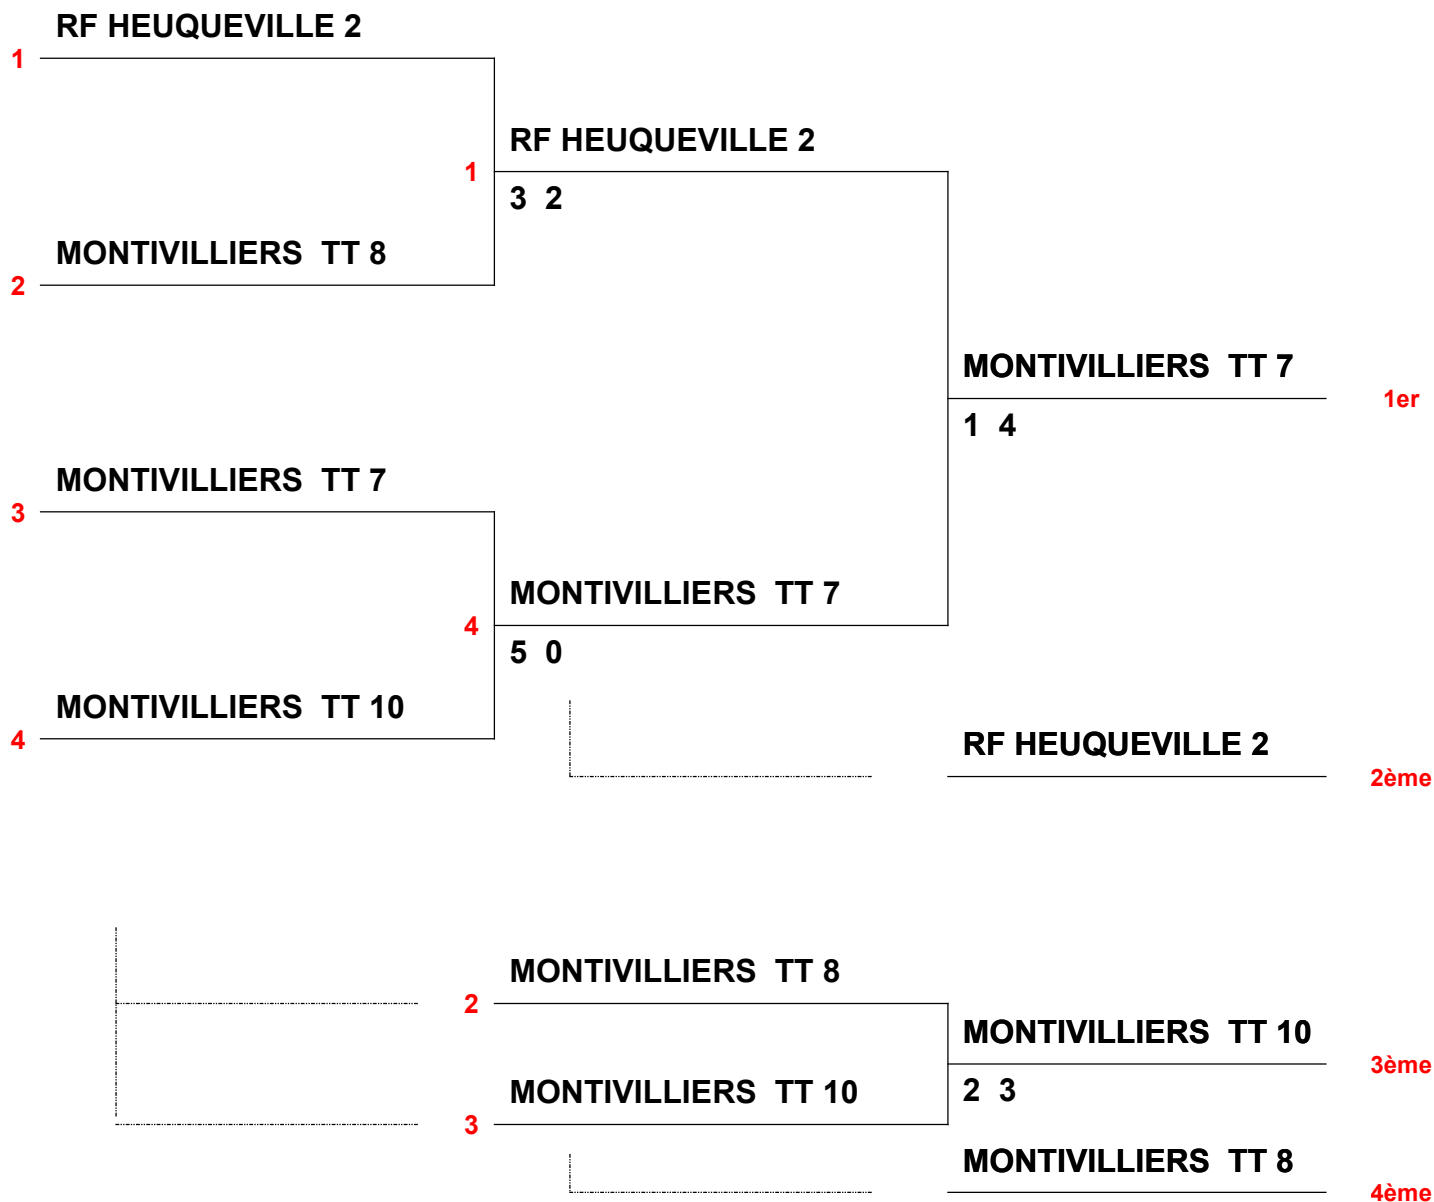 RF HEUQUEVILLE 2
1
RF HEUQUEVILLE 2
1
3 2
MONTIVILLIERS TT 8
2
MONTIVILLIERS TT 7
1er
1 4
MONTIVILLIERS TT 7
3
MONTIVILLIERS TT 7
4
5 0
MONTIVILLIERS TT 10
4
RF HEUQUEVILLE 2
2ème
MONTIVILLIERS TT 8
2
MONTIVILLIERS TT 10
3ème
2 3
MONTIVILLIERS TT 10
3
MONTIVILLIERS TT 8
4ème